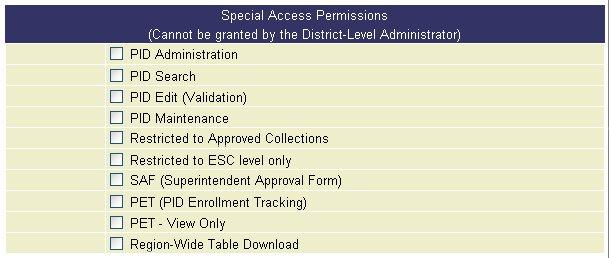 Special Access Permissions
(Cannot be granted by the District-Level Administrator)
PID Administration
PID Search
PID Edit (Validation)
PID Maintenance
Restricted to Approved Collections
Restricted to ESC level only
SAF (Superintendent Approval Form)
PET (PID Enrollment Tracking)
PET - View Only
Region-Wide Table Download